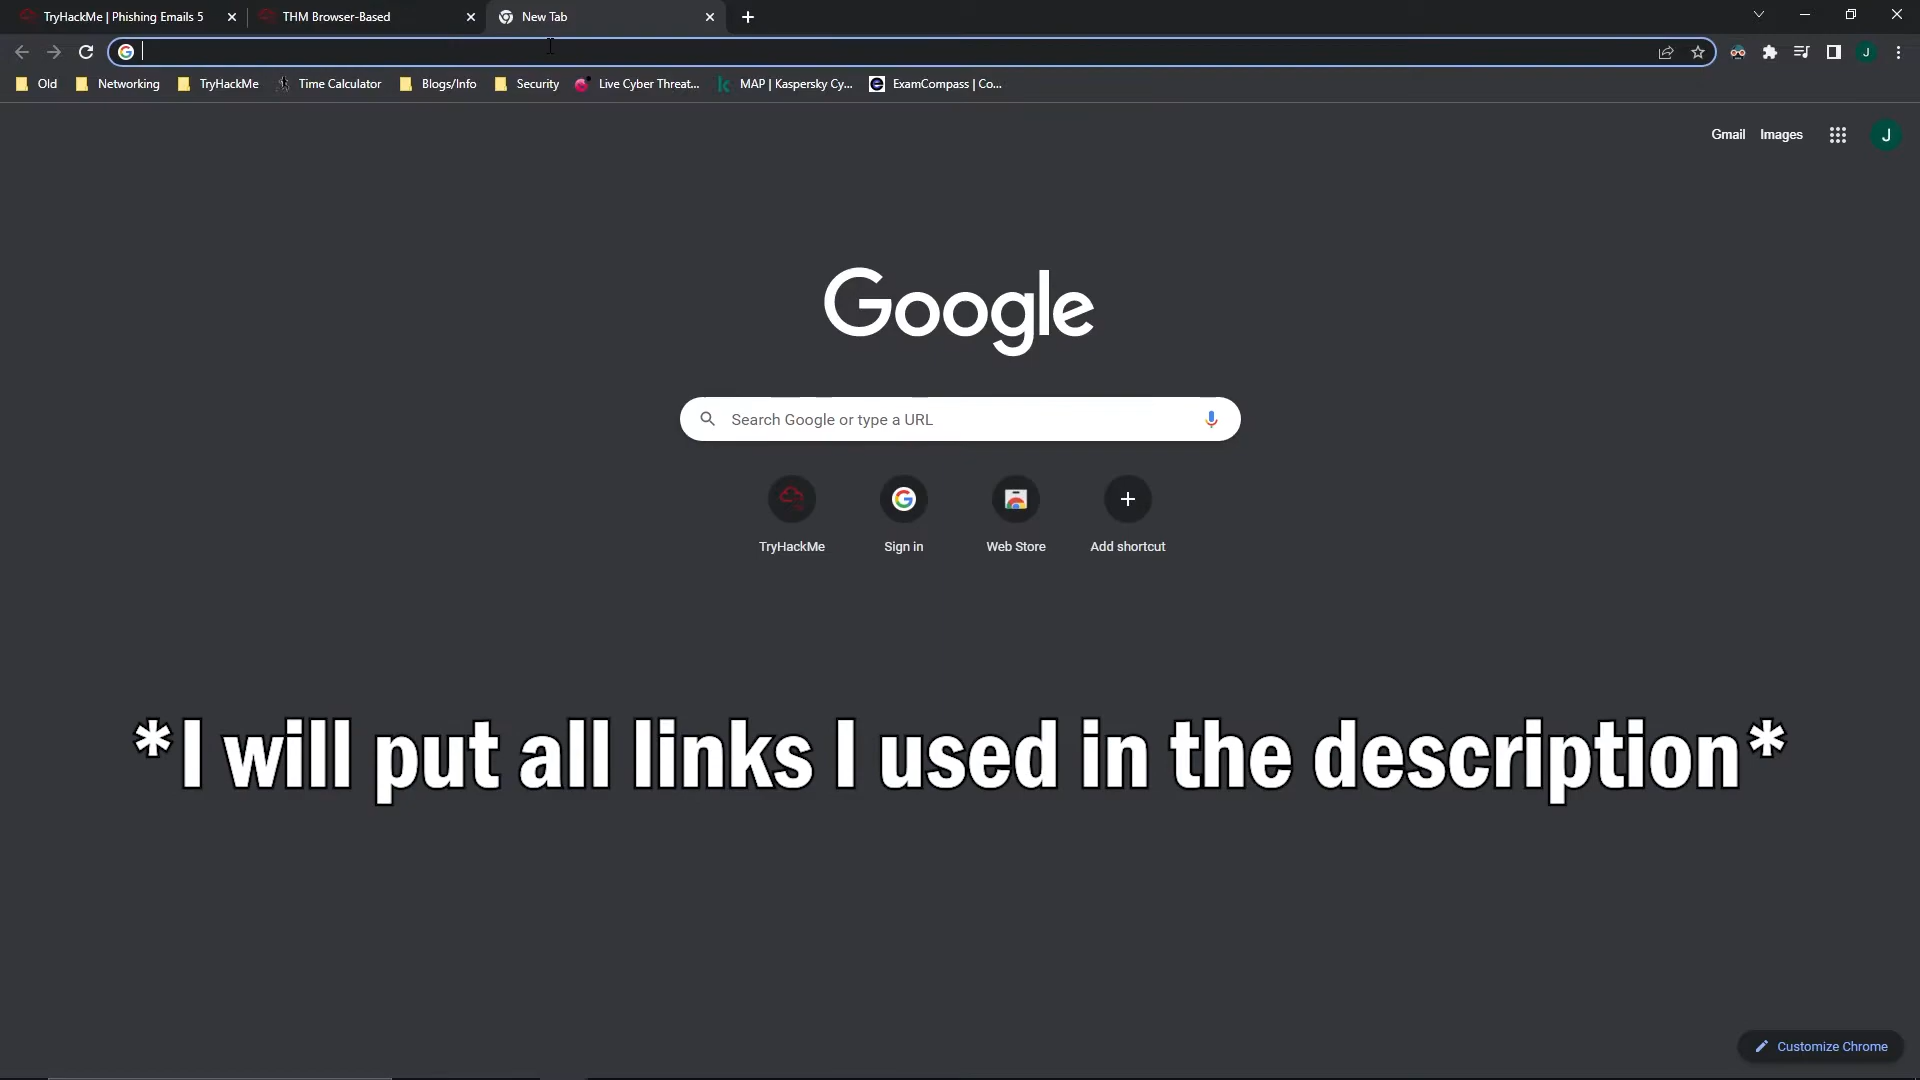 TryHackMe | Phishing Emails 5
THM Browser-Based
New Tab
Old
Networking
TryHackMe
Time Calculator
Blogs/Info
Security
Live Cyber Threat...
MAP | Kaspersky Cy...
ExamCompass | Co...
Gmail
Images
J
Google
Search Google or type a URL
TryHackMe
Sign in
Web Store
Add shortcut
*I will put all links I used in the description*
Customize Chrome